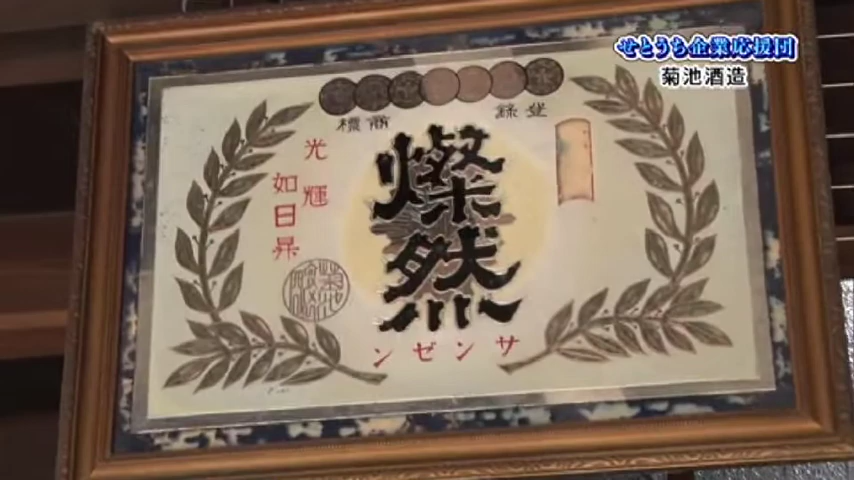 せとうち企業応援団
菊池酒造
登録商標
燦然
光輝
如日昇
サンゼン